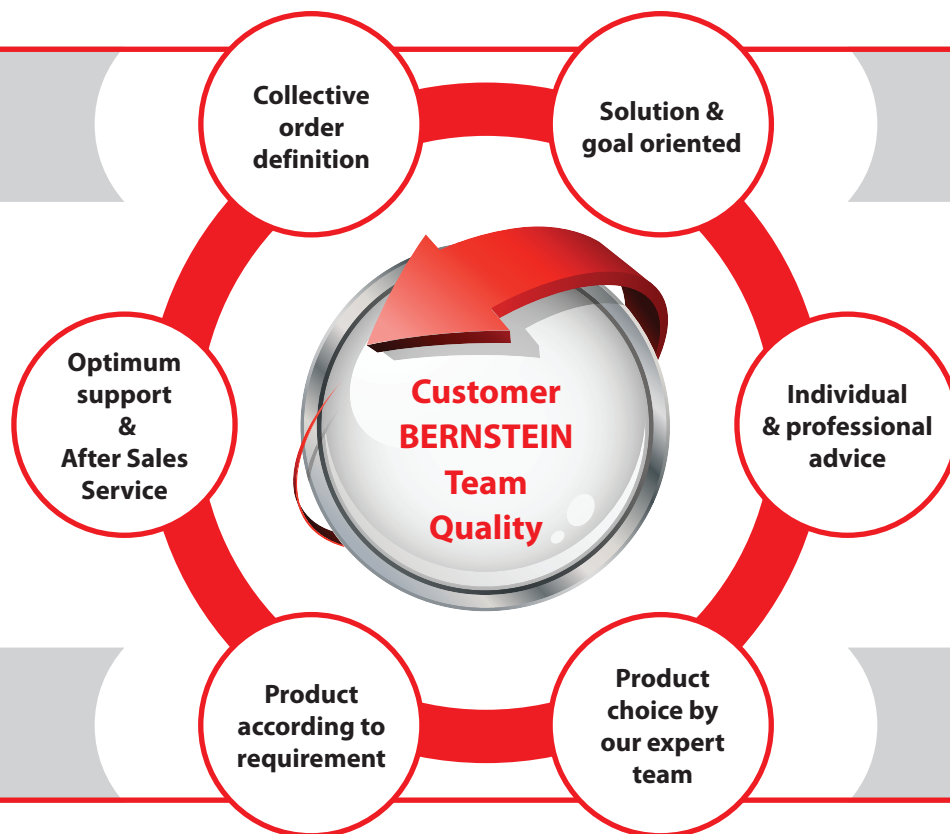 Collective
order
definition
Solution &
goal oriented
Optimum
support
&
After Sales
Service
Customer
BERNSTEIN
Team
Quality
Individual
& professional
advice
Product
according to
requirement
Product
choice by
our expert
team